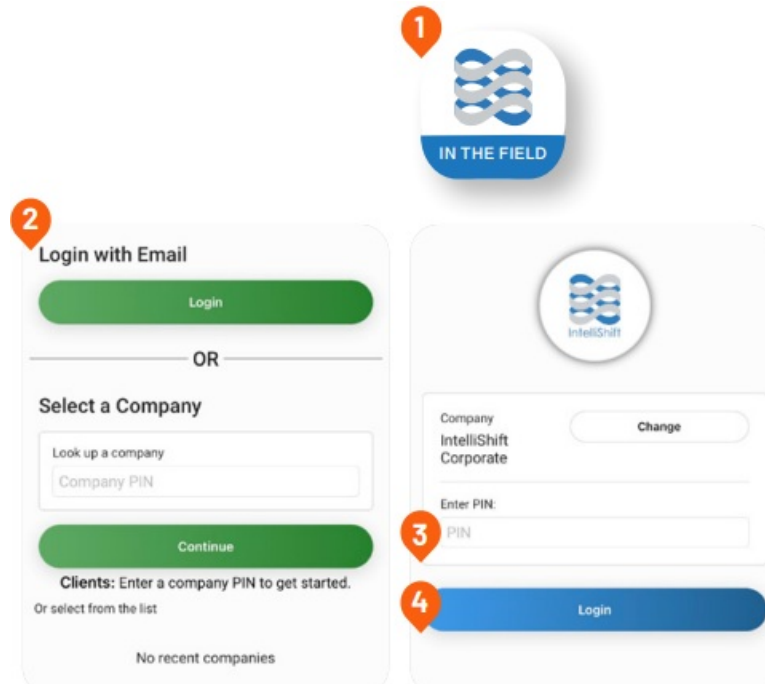 1
IN THE FIELD
2
Login with Email
Login
OR
Select a Company
Look up a company
Company PIN
Continue
Clients: Enter a company PIN to get started.
Or select from the list
No recent companies
IntelliShift
Company
IntelliShift
Corporate
Change
Enter PIN:
3
PIN
4
Login